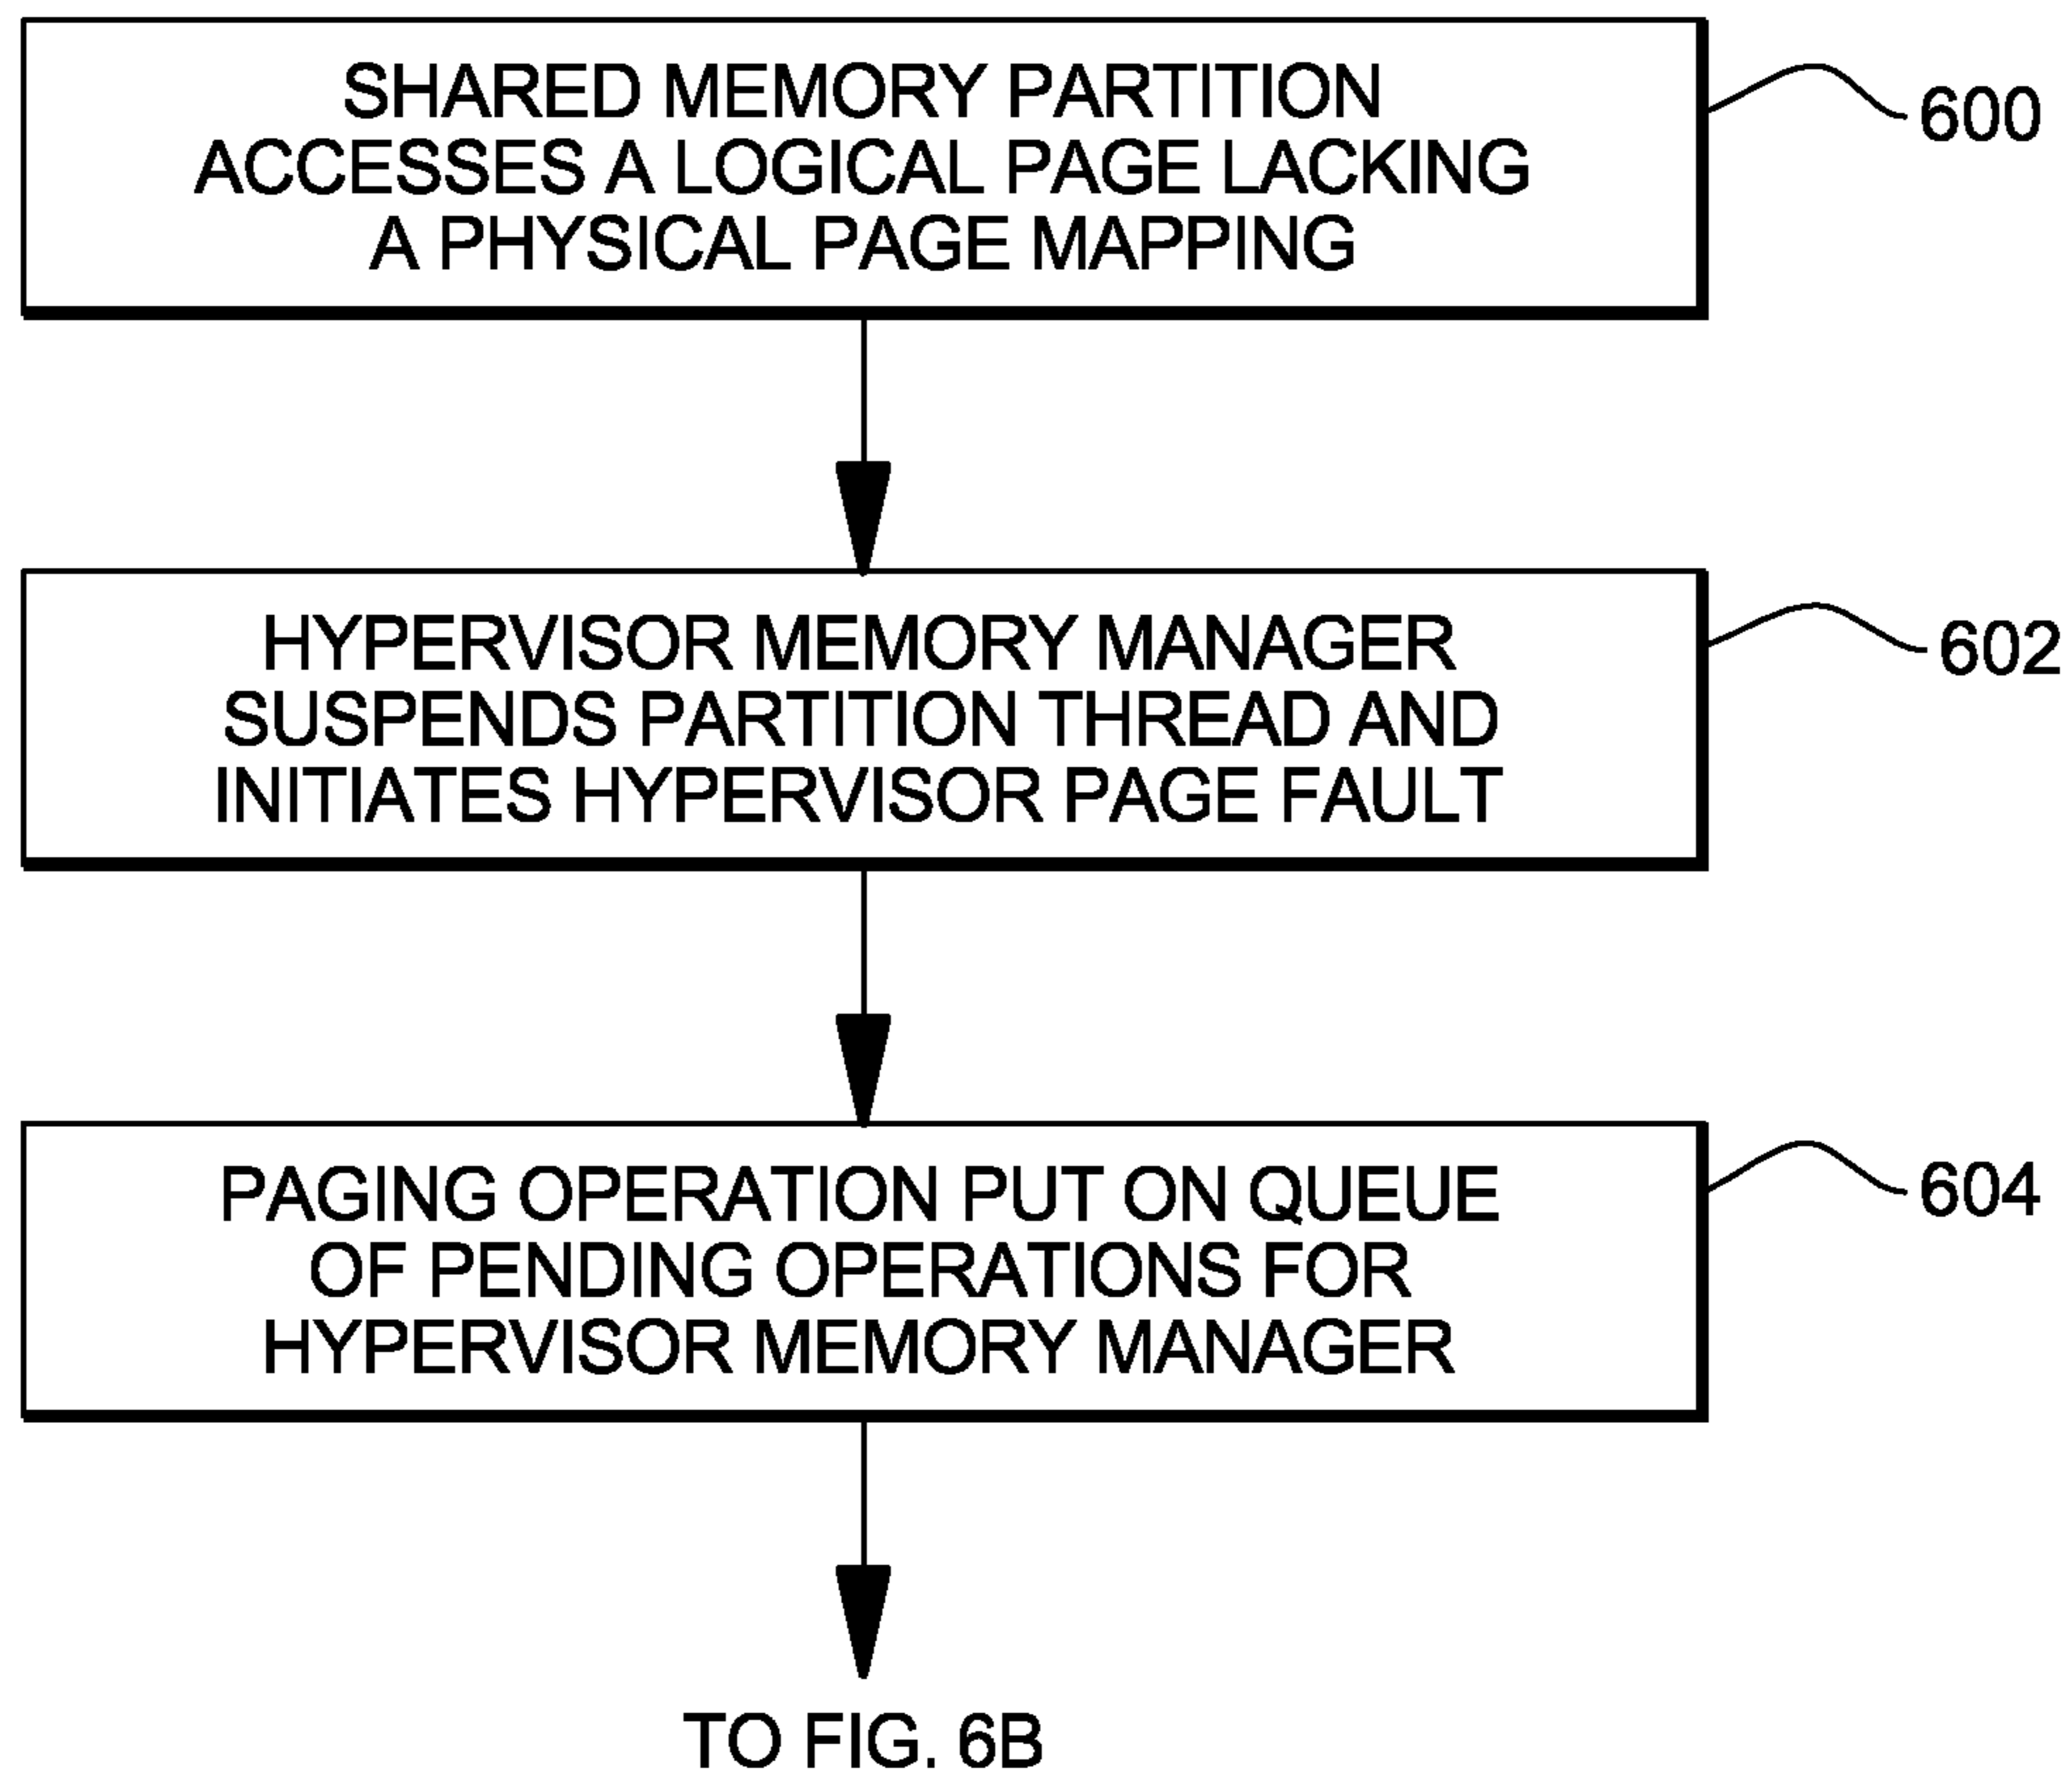 SHARED MEMORY PARTITION
ACCESSES A LOGICAL PAGE LACKING
A PHYSICAL PAGE MAPPING
600
HYPERVISOR MEMORY MANAGER
SUSPENDS PARTITION THREAD AND
INITIATES HYPERVISOR PAGE FAULT
602
PAGING OPERATION PUT ON QUEUE
OF PENDING OPERATIONS FOR
HYPERVISOR MEMORY MANAGER
604
TO FIG. 6B